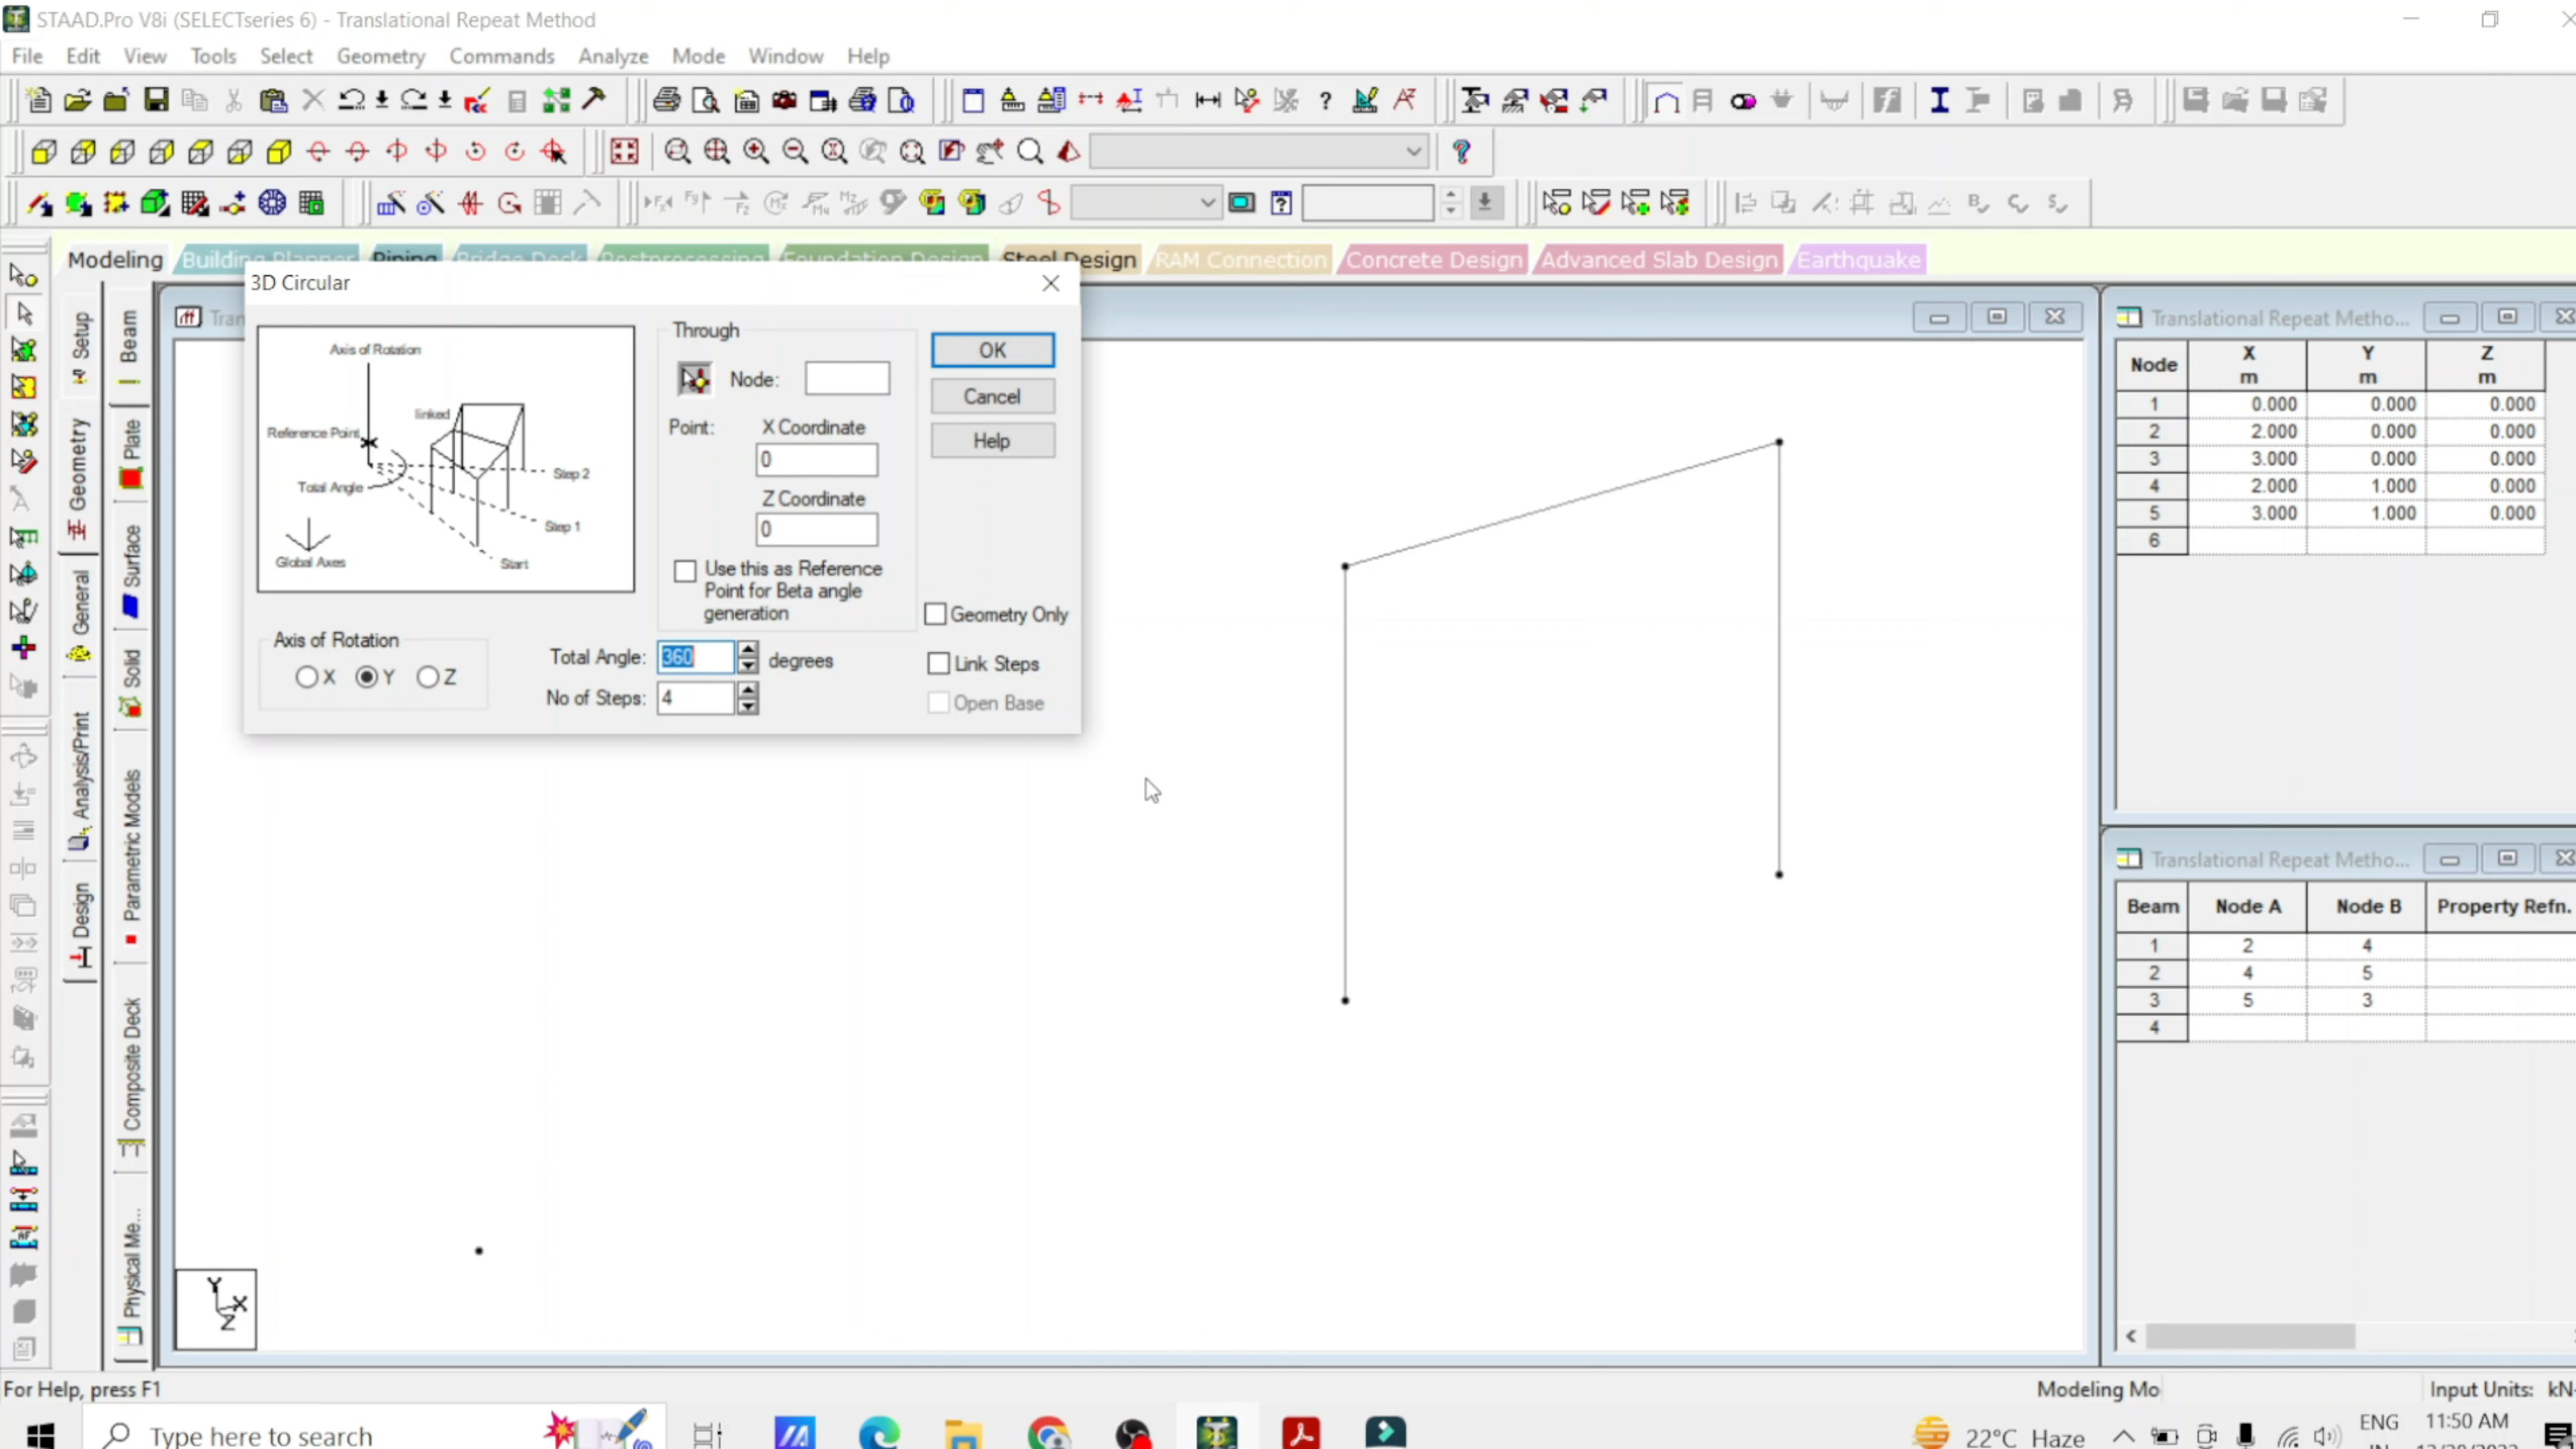 STAAD.Pro V8i (SELECTseries 6) - Translational Repeat Method
File Edit View Tools Select Geometry Commands Analyze Mode Window Help
Modeling Building Planner Piping Bridge Deck Postprocessing Foundation Design Steel Design RAM Connection Concrete Design Advanced Slab Design Earthquake
3D Circular
Axis of Rotation
linked
Reference Point
Step 2
Total Angle
Step 1
Global Axes
Start
Through
Node:
Point:
X Coordinate
0
Z Coordinate
0
Use this as Reference
Point for Beta angle
generation
OK
Cancel
Help
Geometry Only
Link Steps
Open Base
Axis of Rotation
X Y Z
Total Angle: 360 degrees
No of Steps: 4
Setup
Geometry
General
Analysis/Print
Design
Beam
Plate
Surface
Solid
Parametric Models
Composite Deck
Physical Me...
Tran
Y
X
Z
Translational Repeat Metho...
Node X Y Z
m m m
1 0.000 0.000 0.000
2 2.000 0.000 0.000
3 3.000 0.000 0.000
4 2.000 1.000 0.000
5 3.000 1.000 0.000
6
Translational Repeat Metho...
Beam Node A Node B Property Refn.
1 2 4
2 4 5
3 5 3
4
For Help, press F1
Modeling Mo
Input Units: kN-
Type here to search
22°C Haze
ENG
11:50 AM